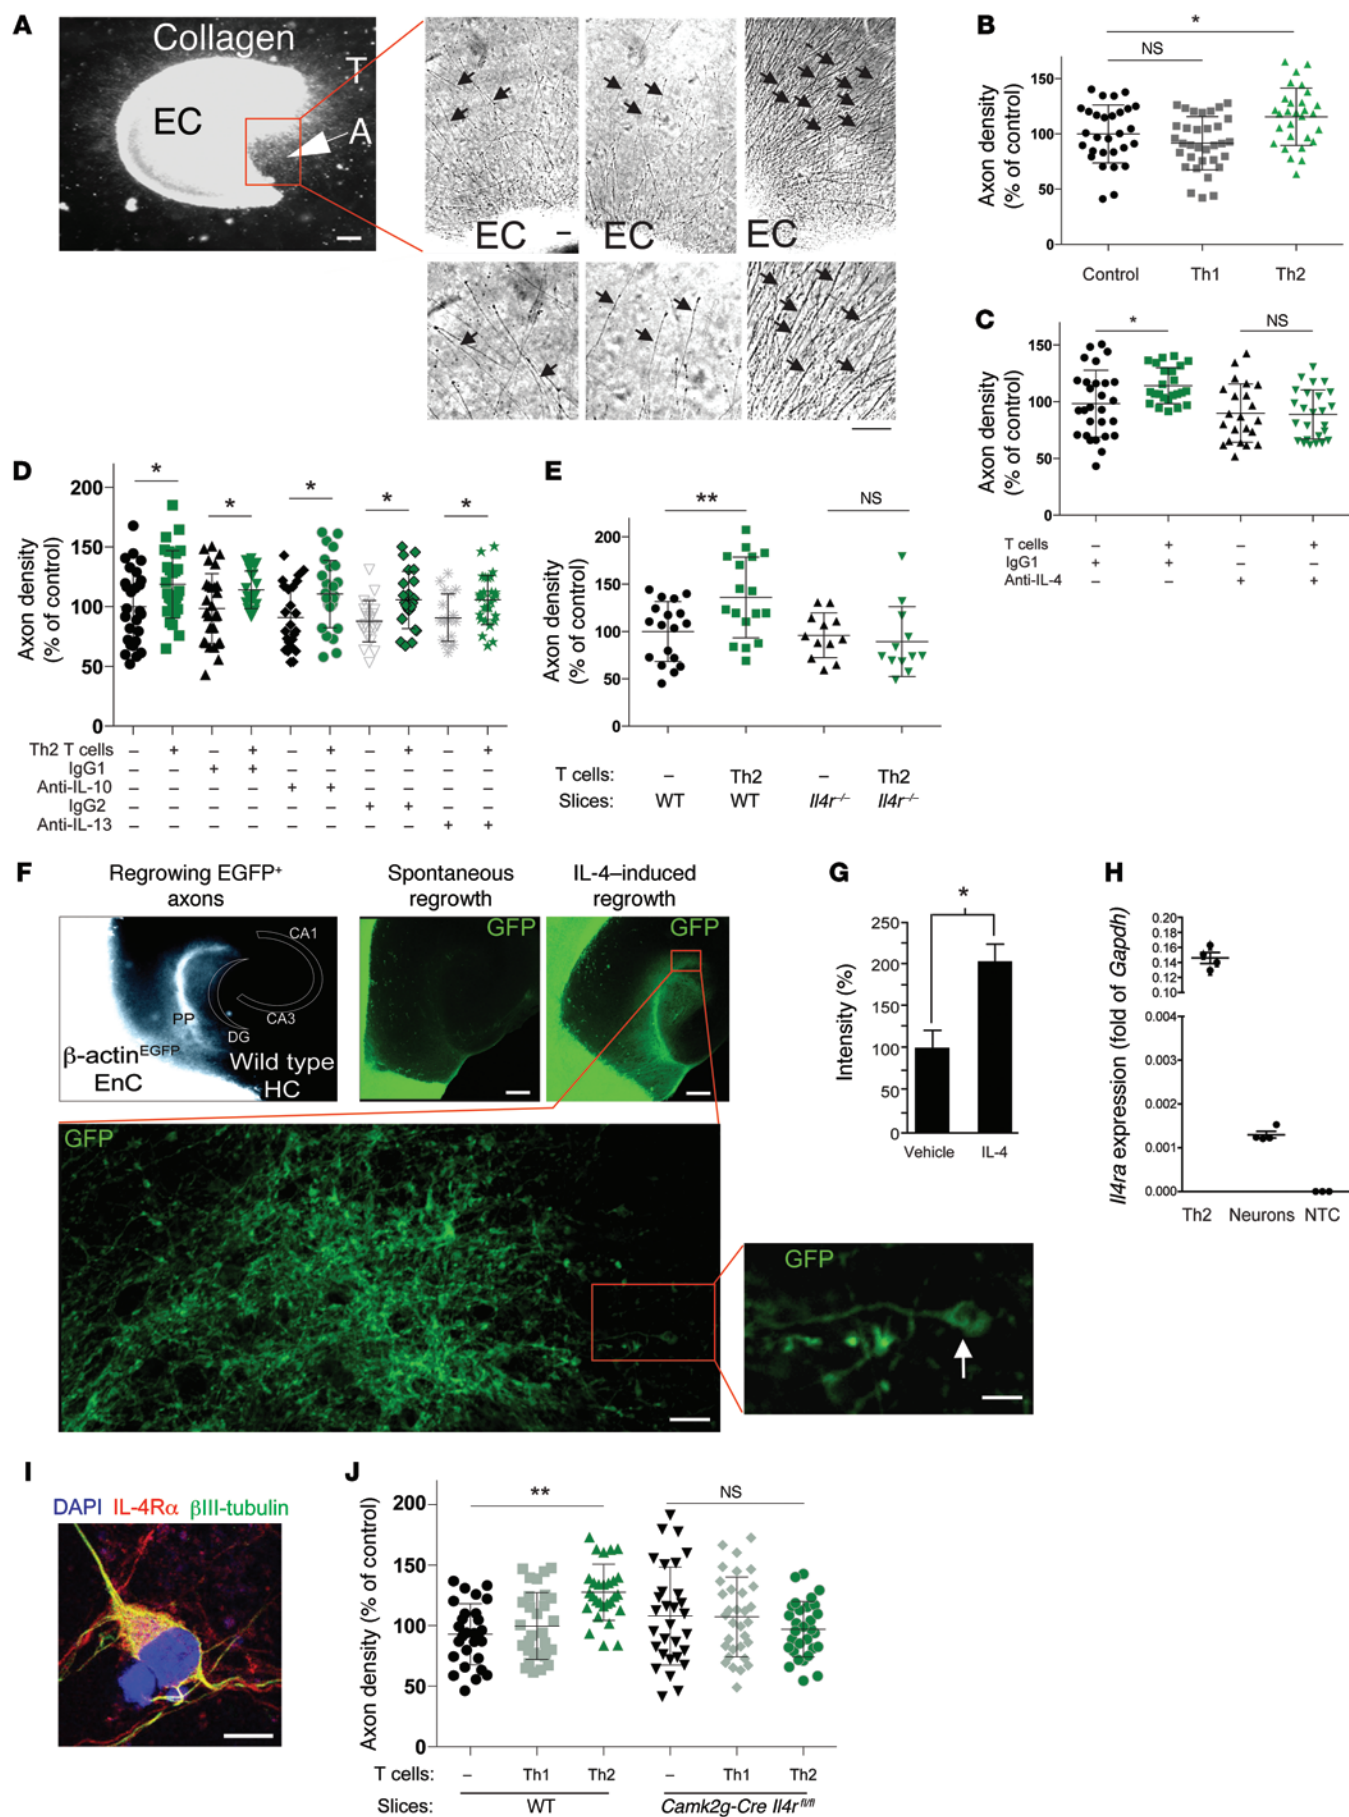 A
Collagen
T
EC
A
EC
EC
EC
B
*
NS
Axon density
(% of control)
150
100
50
0
Control
Th1
Th2
C
*
NS
Axon density
(% of control)
150
100
50
0
T cells – + – +
IgG1 + + – –
Anti-IL-4 – – + +
D
*
*
*
*
*
Axon density
(% of control)
200
150
100
50
0
Th2 T cells – + – + – + – + – +
IgG1 – – + + – – – – – –
Anti-IL-10 – – – – + + – – – –
IgG2 – – – – – – + + – –
Anti-IL-13 – – – – – – – – + +
E
**
NS
Axon density
(% of control)
200
150
100
50
0
T cells: – Th2 – Th2
Slices: WT WT Il4r–/– Il4r–/–
F
Regrowing EGFP+
axons
Spontaneous
regrowth
IL-4–induced
regrowth
CA1
CA3
PP
DG
β-actinEGFP
EnC
Wild type
HC
GFP
GFP
GFP
GFP
G
*
Intensity (%)
250
200
150
100
50
0
Vehicle
IL-4
H
Il4ra expression (fold of Gapdh)
0.20
0.18
0.16
0.14
0.12
0.10
0.004
0.003
0.002
0.001
0.000
Th2 Neurons NTC
I
DAPI IL-4Rα βIII-tubulin
J
**
NS
Axon density (% of control)
200
150
100
50
0
T cells: – Th1 Th2 – Th1 Th2
Slices: WT Camk2g-Cre Il4rfl/fl